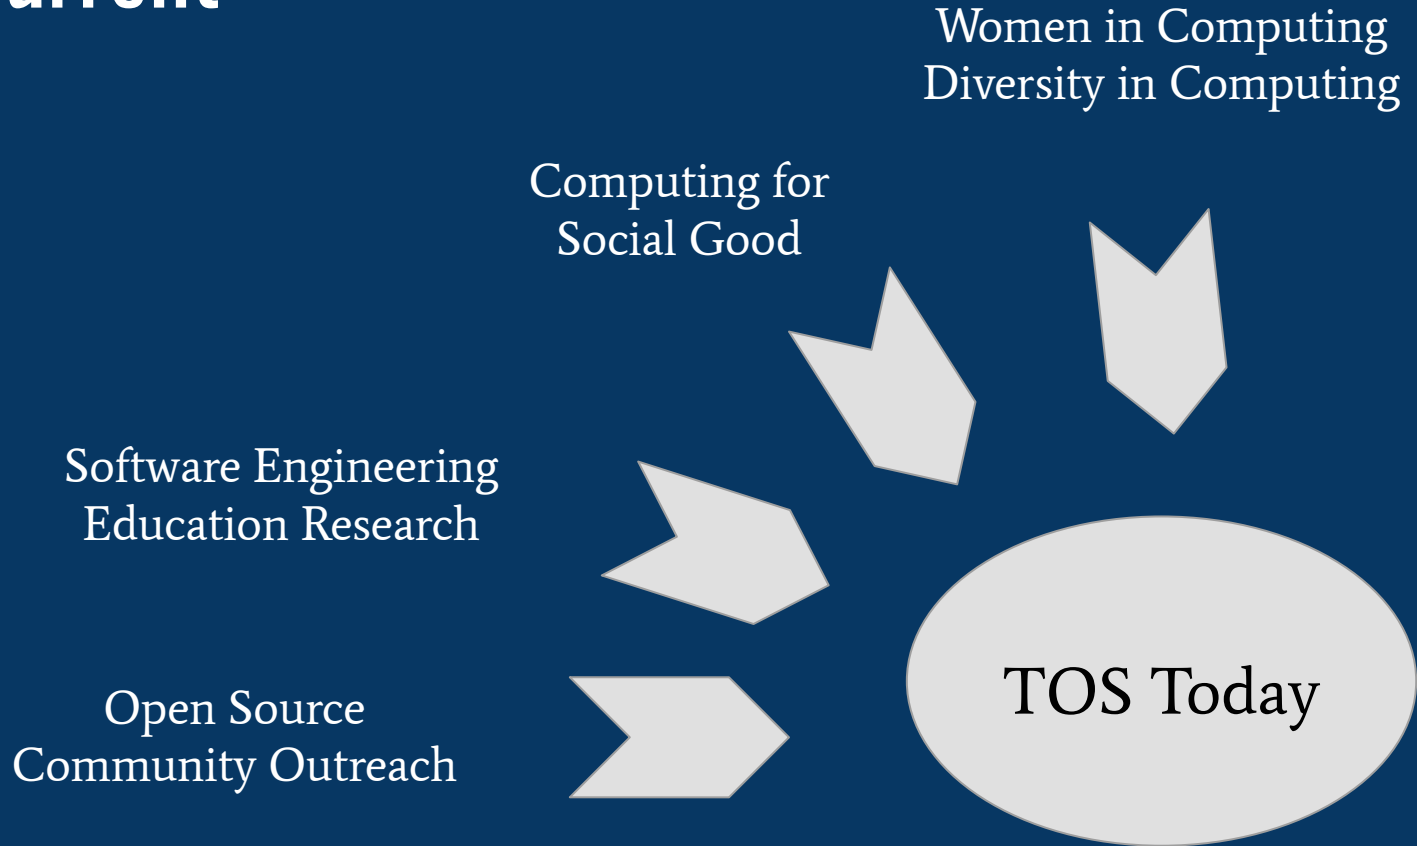 Women in Computing
Diversity in Computing
Computing for
Social Good
Software Engineering
Education Research
Open Source
Community Outreach
TOS Today